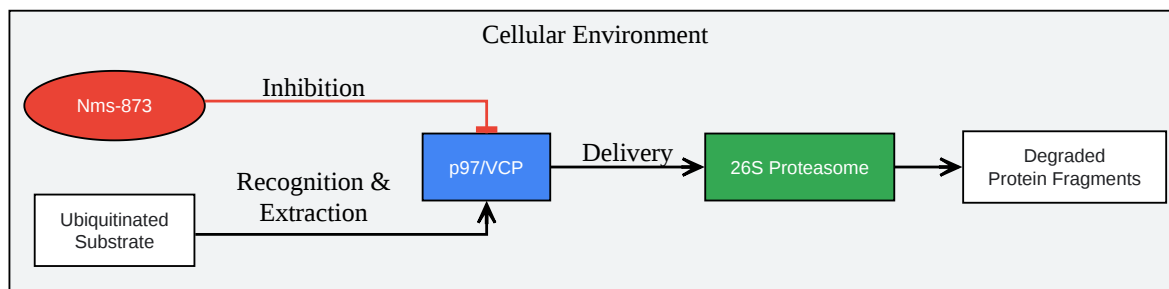 Cellular Environment
Nms-873
Inhibition
p97/VCP
Delivery
26S Proteasome
Degraded
Protein Fragments
Recognition &
Extraction
Ubiquitinated
Substrate